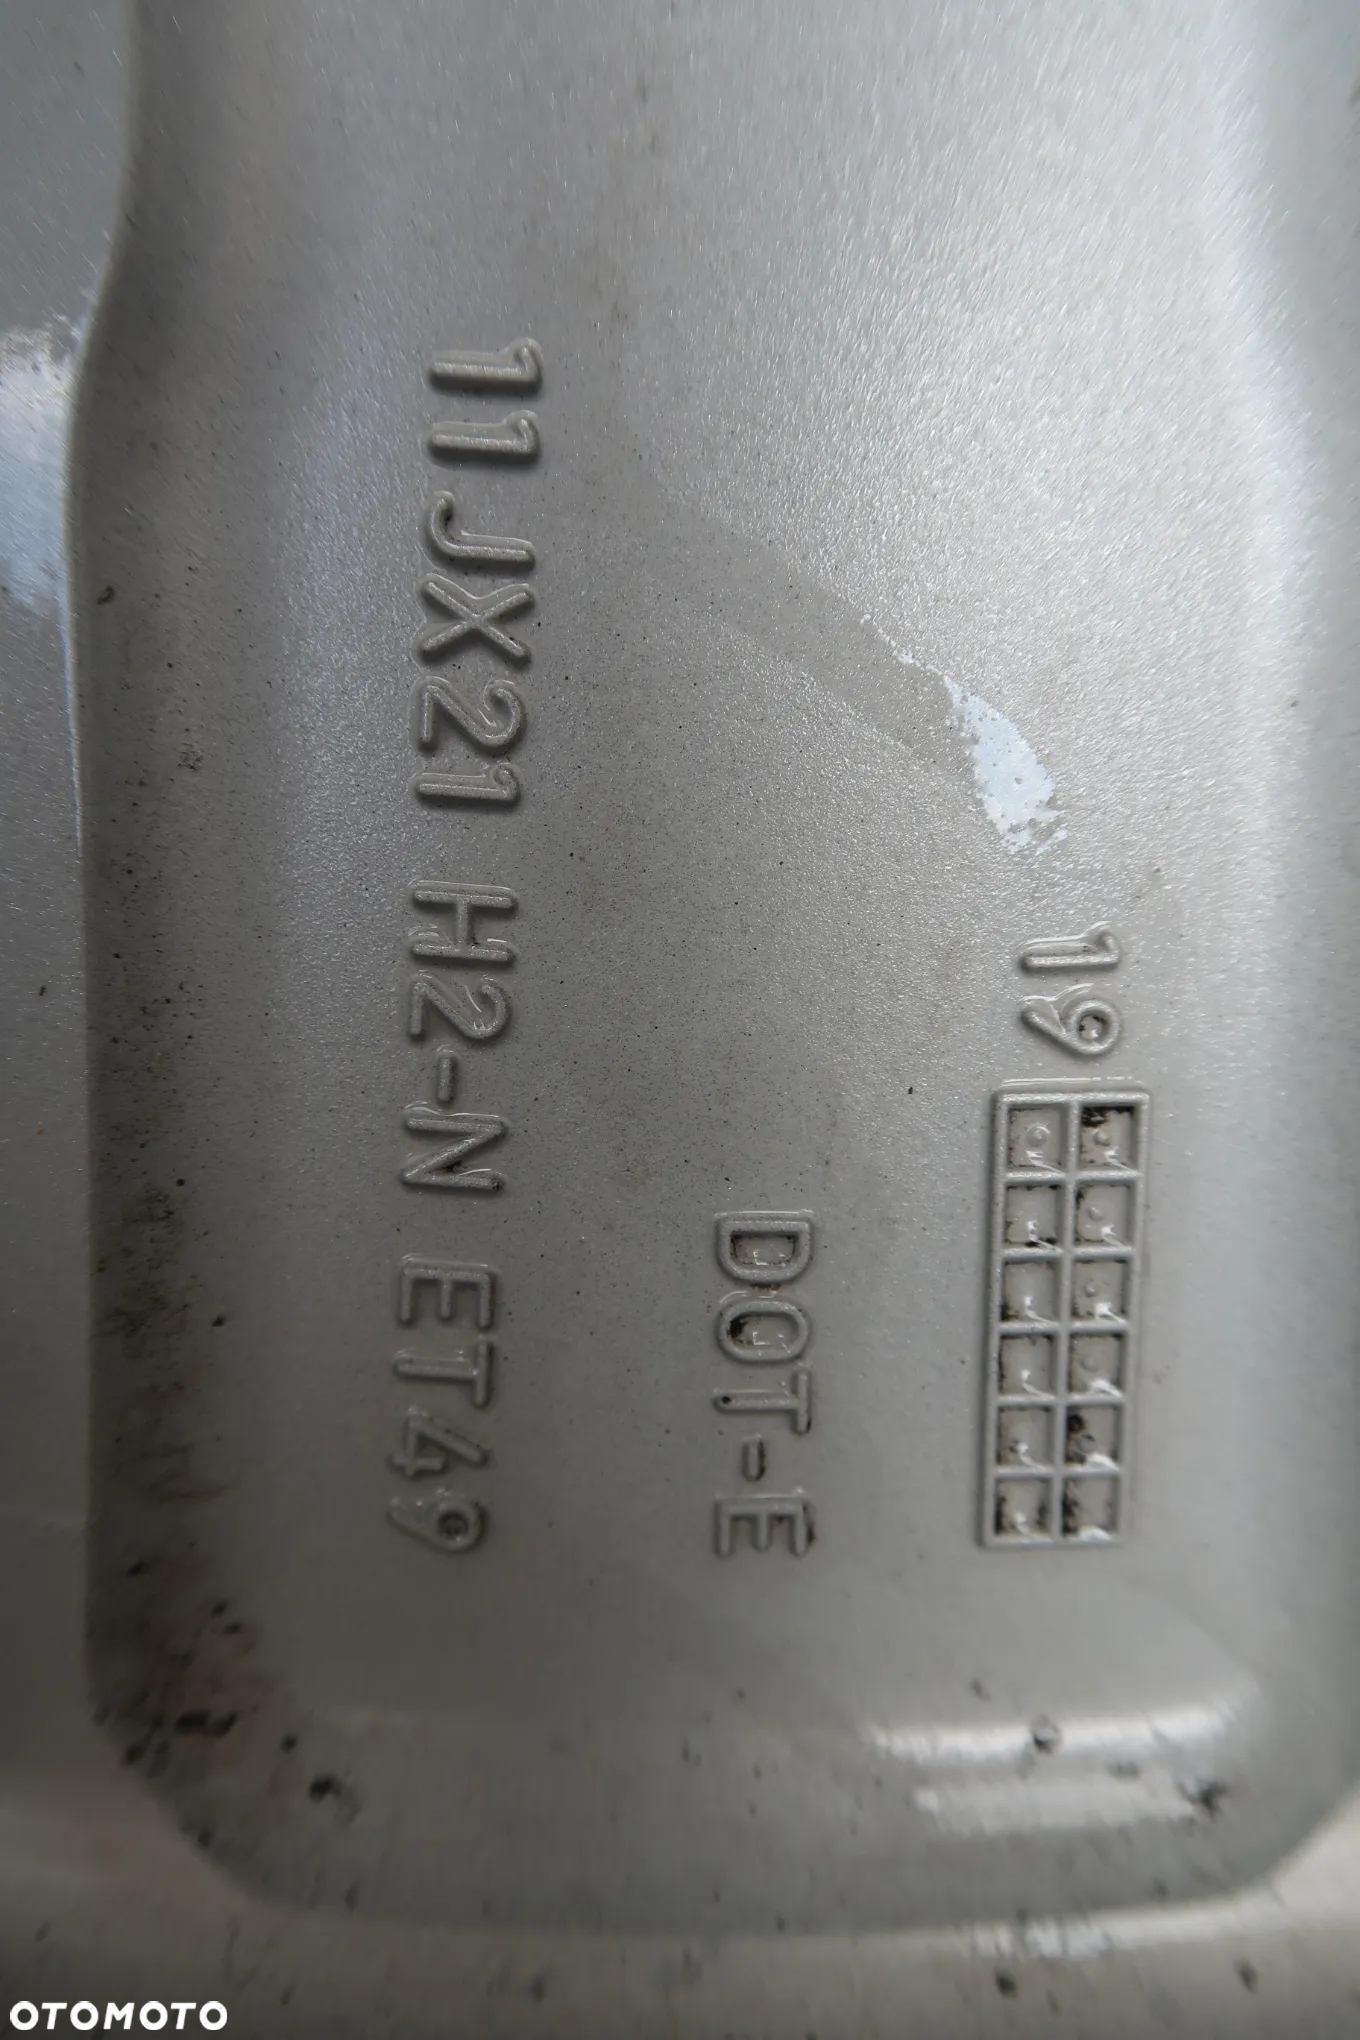 19
DOT-E
11JX21 H2-N ET49
OTOMOTO